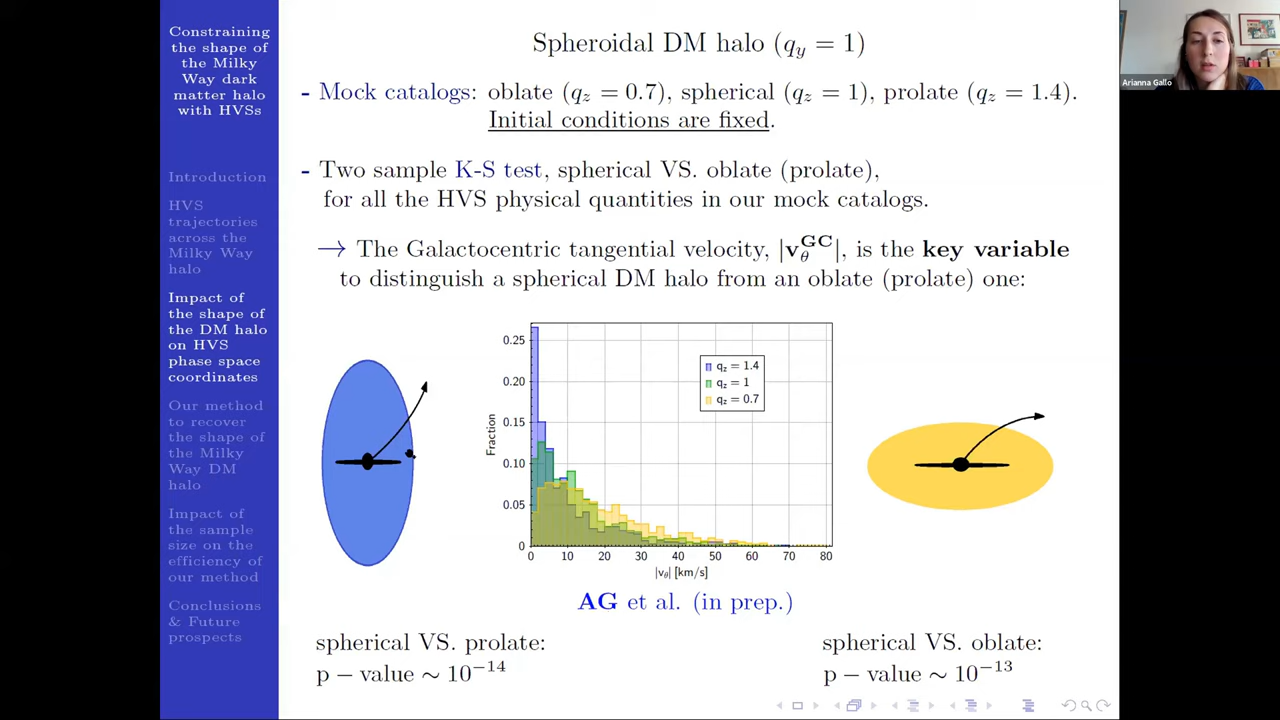 Constraining
the shape of
the Milky
Way dark
matter halo
with HVSs
Introduction
HVS
trajectories
across the
Milky Way
halo
Impact of
the shape of
the DM halo
on HVS
phase space
coordinates
Our method
to recover
the shape of
the Milky
Way DM
halo
Impact of
the sample
size on the
efficiency of
our method
Conclusions
& Future
prospects
Spheroidal DM halo (q_y = 1)
- Mock catalogs: oblate (q_z = 0.7), spherical (q_z = 1), prolate (q_z = 1.4).
Initial conditions are fixed.
- Two sample K-S test, spherical VS. oblate (prolate),
for all the HVS physical quantities in our mock catalogs.
→ The Galactocentric tangential velocity, |v_θ^GC|, is the key variable
to distinguish a spherical DM halo from an oblate (prolate) one:
Fraction
0.25
0.20
0.15
0.10
0.05
0
q_z = 1.4
q_z = 1
q_z = 0.7
0 10 20 30 40 50 60 70 80
|v_θ| [km/s]
AG et al. (in prep.)
spherical VS. prolate:
p − value ∼ 10^−14
spherical VS. oblate:
p − value ∼ 10^−13
Arianna Gallo